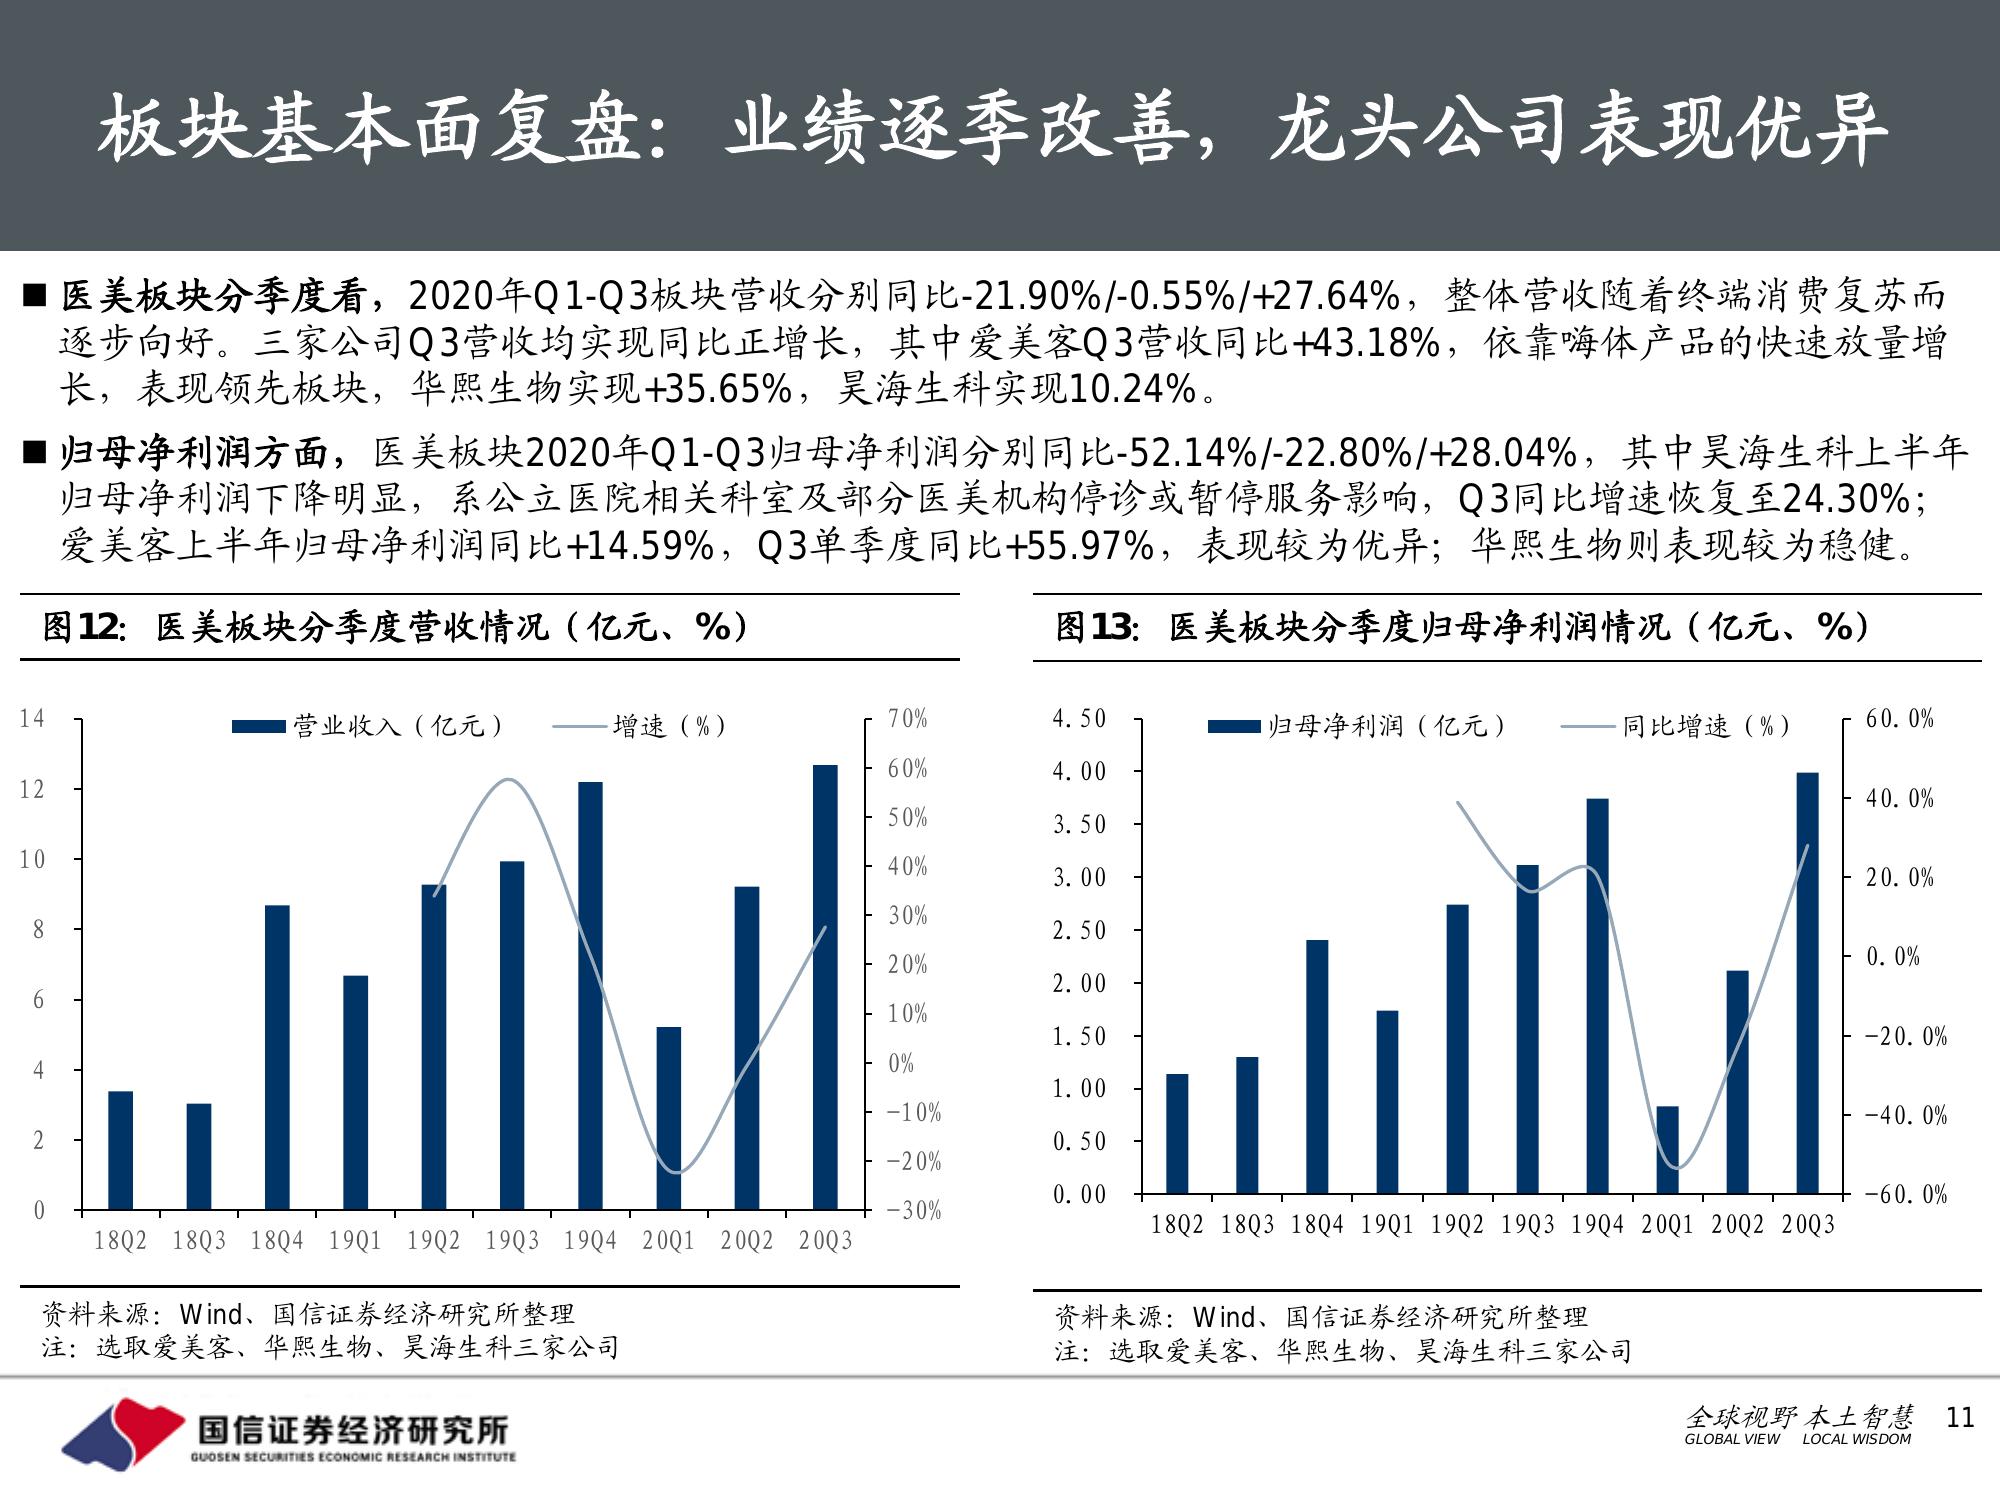 板块基本面复盘：业绩逐季改善，龙头公司表现优异
■ 医美板块分季度看，2020年Q1-Q3板块营收分别同比-21.90%/-0.55%/+27.64%，整体营收随着终端消费复苏而
逐步向好。三家公司Q3营收均实现同比正增长，其中爱美客Q3营收同比+43.18%，依靠嗨体产品的快速放量增
长，表现领先板块，华熙生物实现+35.65%，昊海生科实现10.24%。
■ 归母净利润方面，医美板块2020年Q1-Q3归母净利润分别同比-52.14%/-22.80%/+28.04%，其中昊海生科上半年
归母净利润下降明显，系公立医院相关科室及部分医美机构停诊或暂停服务影响，Q3同比增速恢复至24.30%；
爱美客上半年归母净利润同比+14.59%，Q3单季度同比+55.97%，表现较为优异；华熙生物则表现较为稳健。
图12：医美板块分季度营收情况（亿元、%）
营业收入（亿元） 增速（%）
14
12
10
8
6
4
2
0
70%
60%
50%
40%
30%
20%
10%
0%
-10%
-20%
-30%
18Q2 18Q3 18Q4 19Q1 19Q2 19Q3 19Q4 20Q1 20Q2 20Q3
资料来源：Wind、国信证券经济研究所整理
注：选取爱美客、华熙生物、昊海生科三家公司
图13：医美板块分季度归母净利润情况（亿元、%）
归母净利润（亿元） 同比增速（%）
4.50
4.00
3.50
3.00
2.50
2.00
1.50
1.00
0.50
0.00
60.0%
40.0%
20.0%
0.0%
-20.0%
-40.0%
-60.0%
18Q2 18Q3 18Q4 19Q1 19Q2 19Q3 19Q4 20Q1 20Q2 20Q3
资料来源：Wind、国信证券经济研究所整理
注：选取爱美客、华熙生物、昊海生科三家公司
国信证券经济研究所
GUOSEN SECURITIES ECONOMIC RESEARCH INSTITUTE
全球视野 本土智慧
GLOBAL VIEW LOCAL WISDOM
11